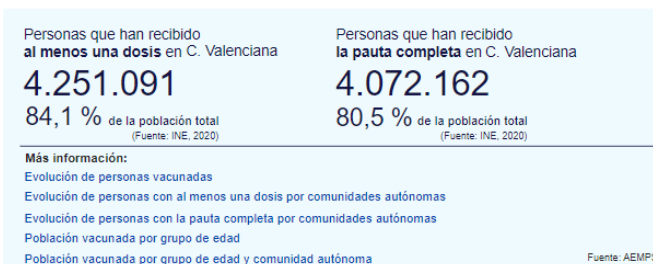 Personas que han recibido
al menos una dosis en C. Valenciana
4.251.091
84,1 % de la población total
(Fuente: INE, 2020)
Personas que han recibido
la pauta completa en C. Valenciana
4.072.162
80,5 % de la población total
(Fuente: INE, 2020)
Más información:
Evolución de personas vacunadas
Evolución de personas con al menos una dosis por comunidades autónomas
Evolución de personas con la pauta completa por comunidades autónomas
Población vacunada por grupo de edad
Población vacunada por grupo de edad y comunidad autónoma
Fuente: AEMPS